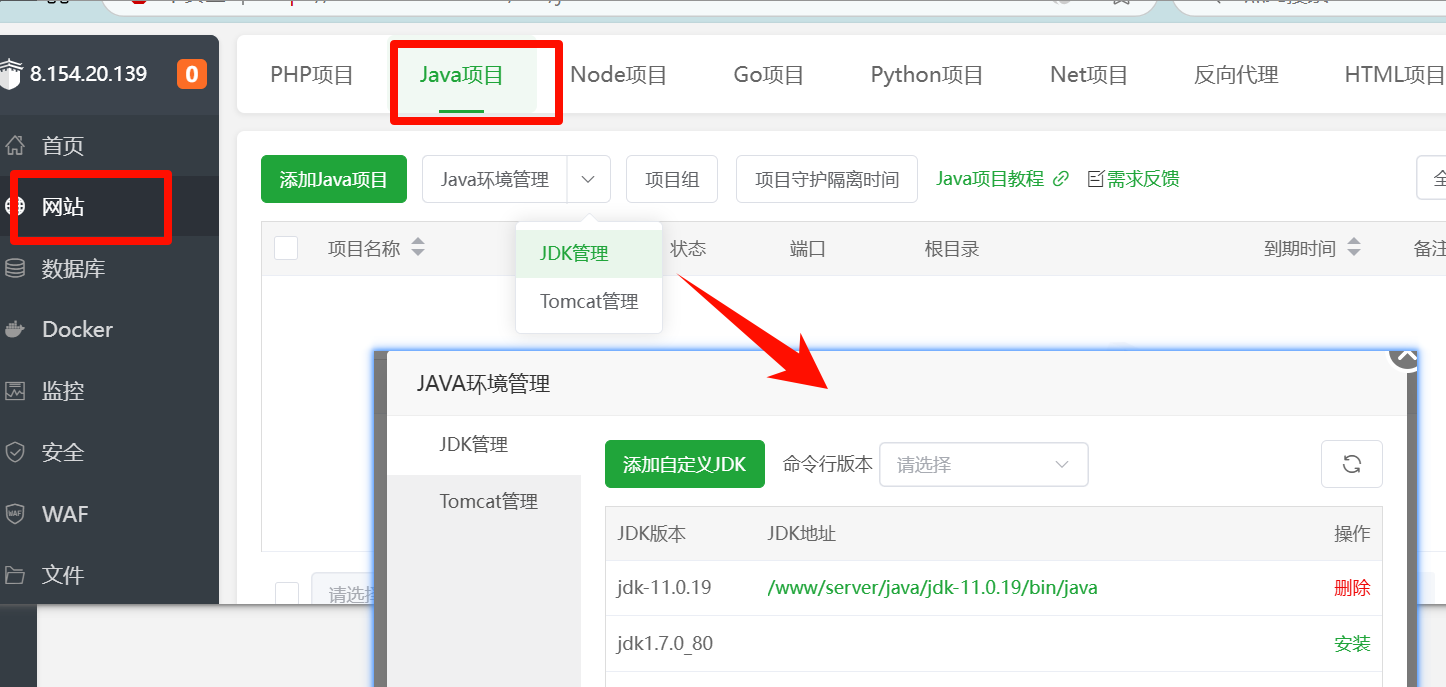 8.154.20.139
0
PHP项目
Java项目
Node项目
Go项目
Python项目
Net项目
反向代理
HTML项目
首页
网站
数据库
Docker
监控
安全
WAF
文件
添加Java项目
Java环境管理
项目组
项目守护隔离时间
Java项目教程
需求反馈
全
项目名称
状态
端口
根目录
到期时间
备注
JDK管理
Tomcat管理
请选择
JAVA环境管理
JDK管理
Tomcat管理
添加自定义JDK
命令行版本
请选择
JDK版本
JDK地址
操作
jdk-11.0.19
/www/server/java/jdk-11.0.19/bin/java
删除
jdk1.7.0_80
安装